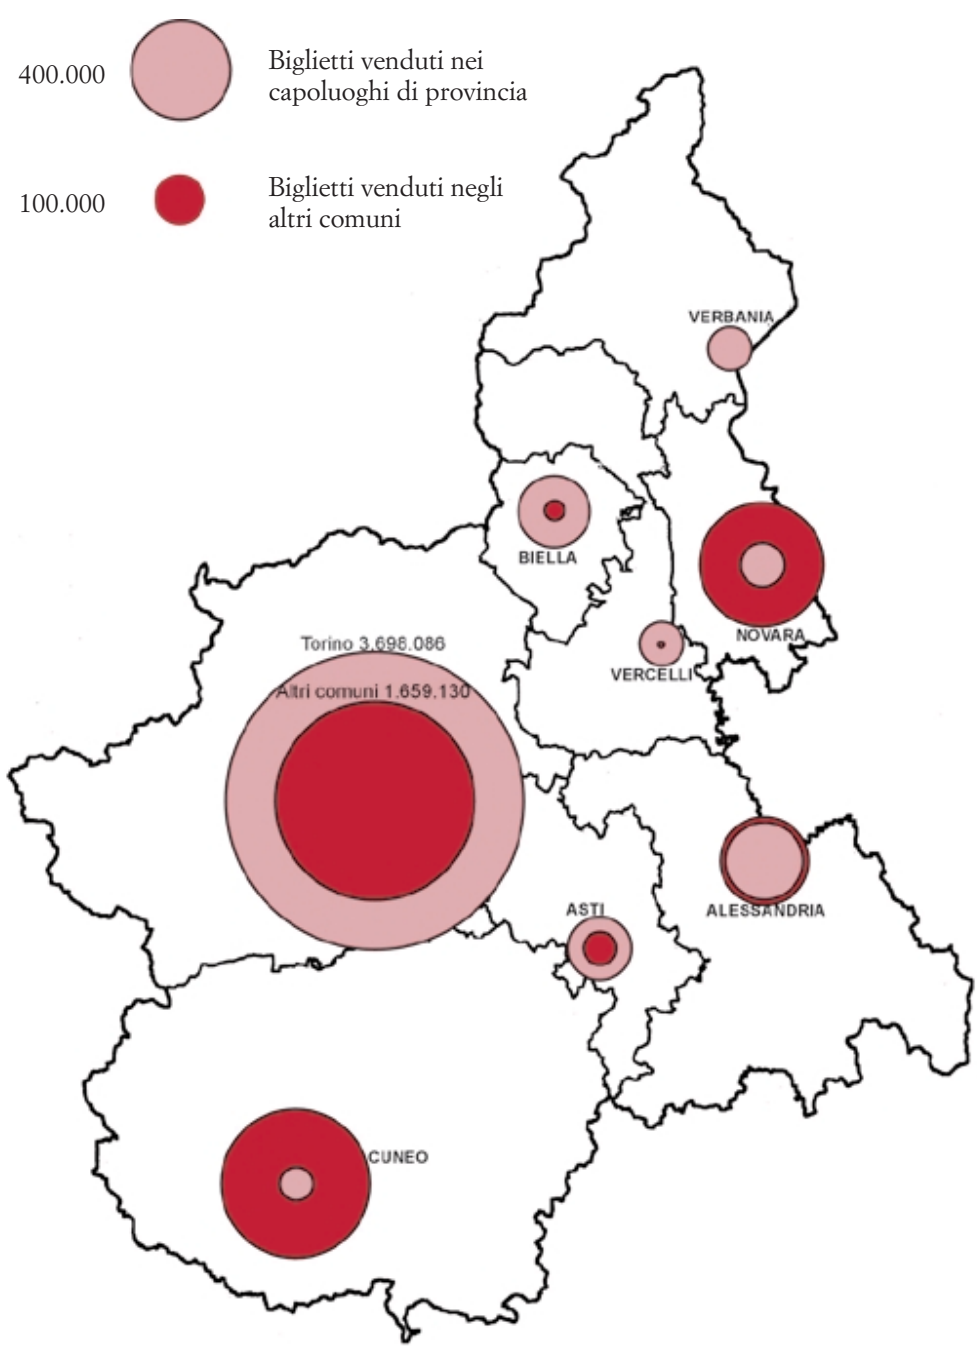 400.000
Biglietti venduti nei
capoluoghi di provincia
100.000
Biglietti venduti negli
altri comuni
VERBANIA
BIELLA
NOVARA
VERCELLI
Torino 3.698.086
Altri comuni 1.659.130
ASTI
ALESSANDRIA
CUNEO